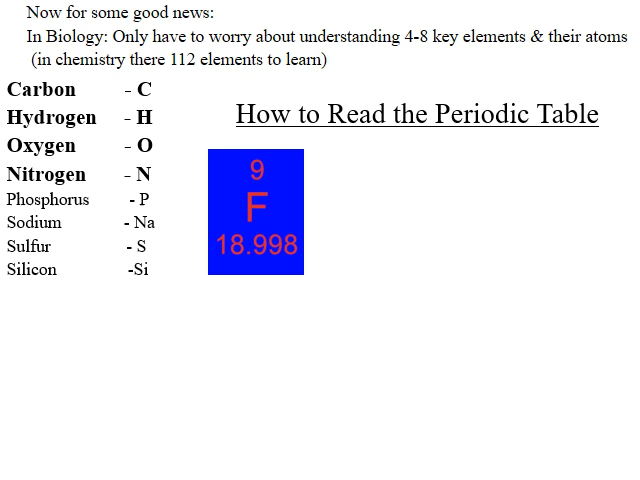 Now for some good news:
In Biology: Only have to worry about understanding 4-8 key elements & their atoms
(in chemistry there 112 elements to learn)
Carbon - C
Hydrogen - H
Oxygen - O
Nitrogen - N
Phosphorus - P
Sodium - Na
Sulfur - S
Silicon -Si
How to Read the Periodic Table
9
F
18.998